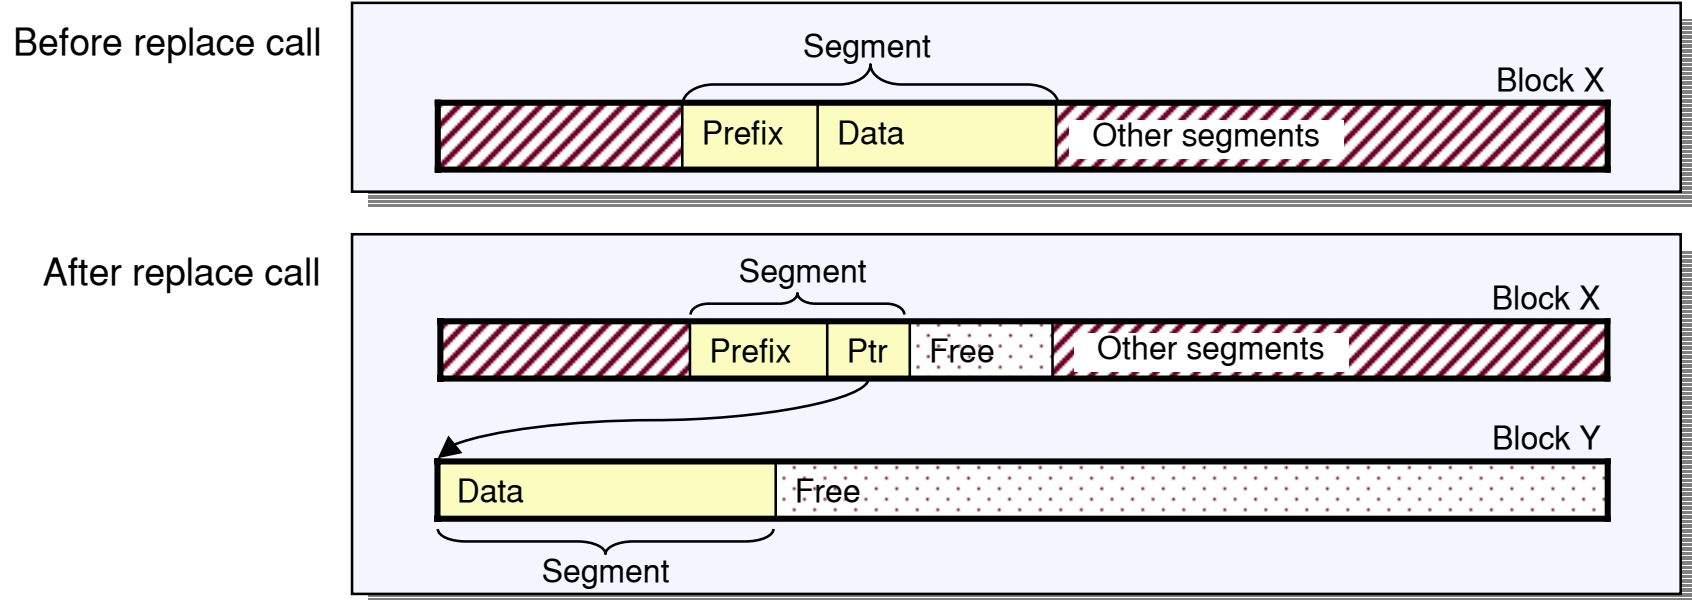 Before replace call
Segment
Block X
Prefix
Data
Other segments
After replace call
Segment
Block X
Prefix
Ptr
Free
Other segments
Block Y
Data
Free
Segment